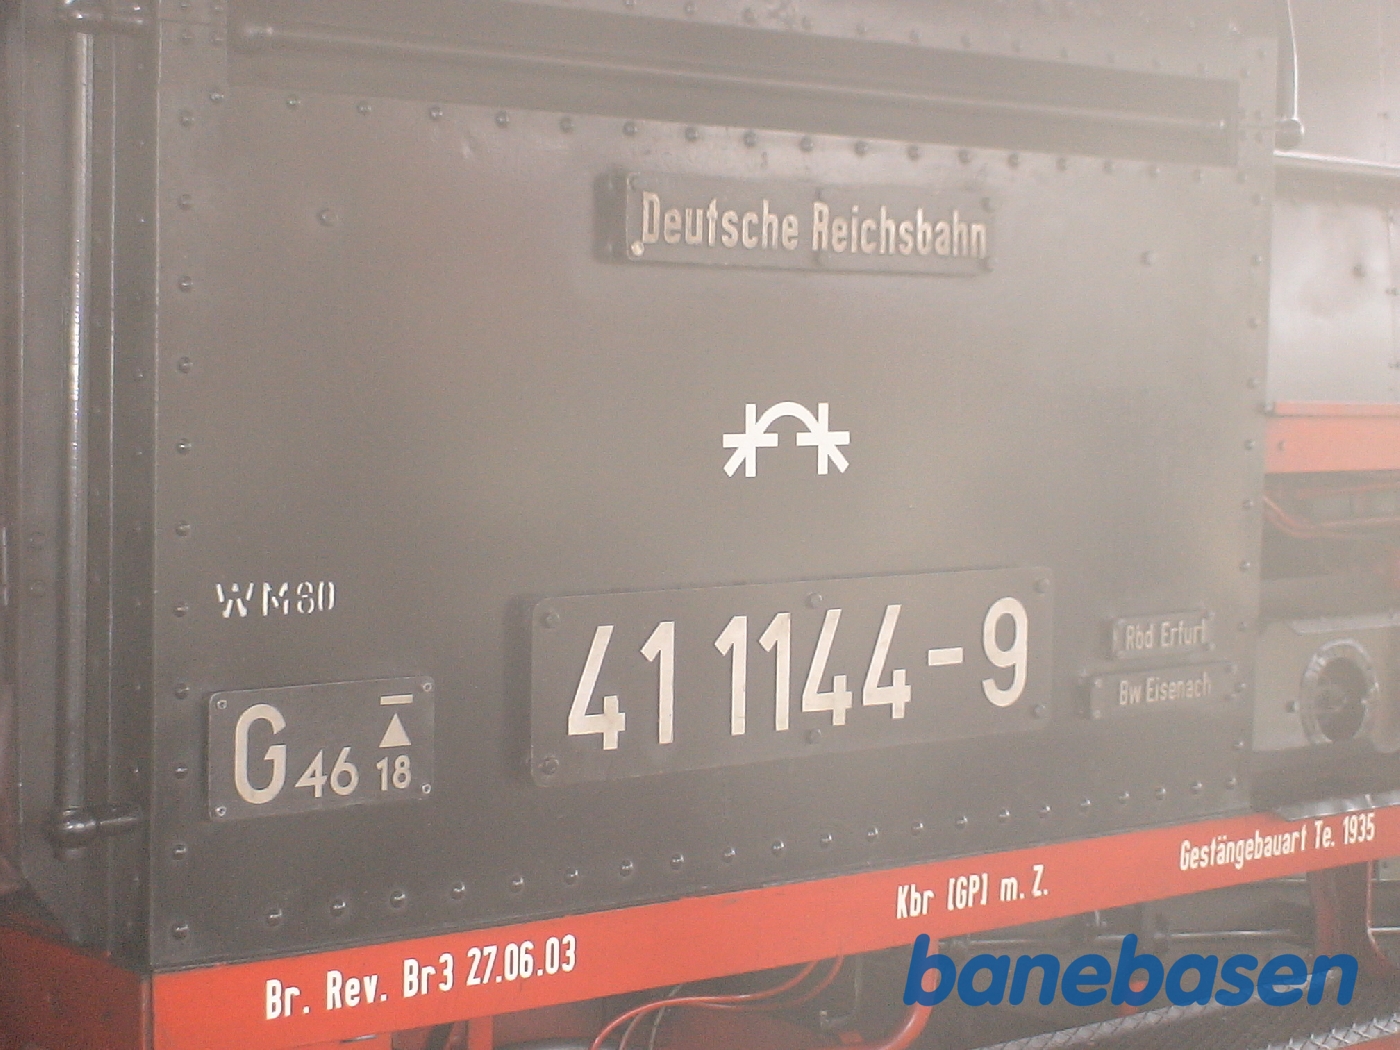 Deutsche Reichsbahn
WM80
41 1144-9
Rbd Erfurt
Bw Eisenach
G 46 18
Gestängebauart Te. 1935
Kbr [GP] m. Z.
Br. Rev. Br3 27.06.03
banebasen